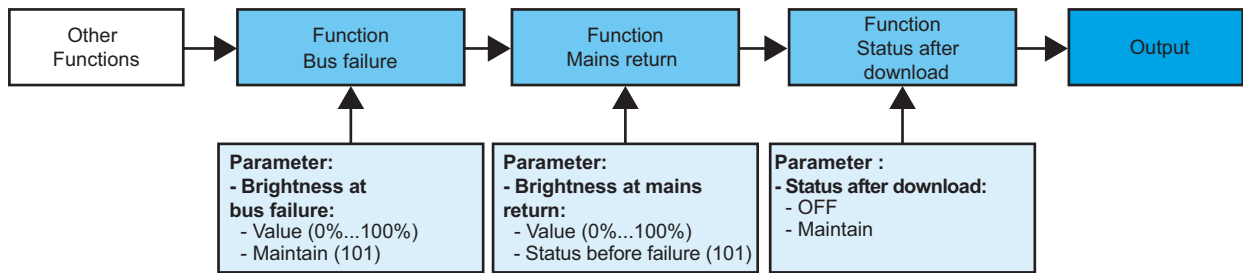 Other
Functions
Function
Bus failure
Function
Mains return
Function
Status after
download
Output
Parameter:
- Brightness at
bus failure:
- Value (0%...100%)
- Maintain (101)
Parameter:
- Brightness at mains
return:
- Value (0%...100%)
- Status before failure (101)
Parameter :
- Status after download:
- OFF
- Maintain